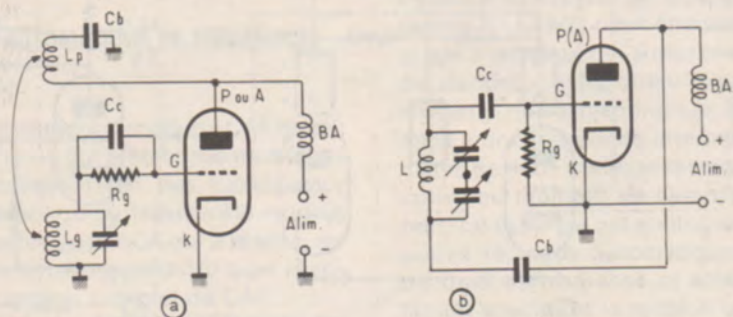 Cb
Lp
Cc
P ou A
G
Rg
K
BA
+
Alim.
-
Lg
a
P(A)
Cc
G
BA
L
Rg
K
+
Alim.
-
Cb
b